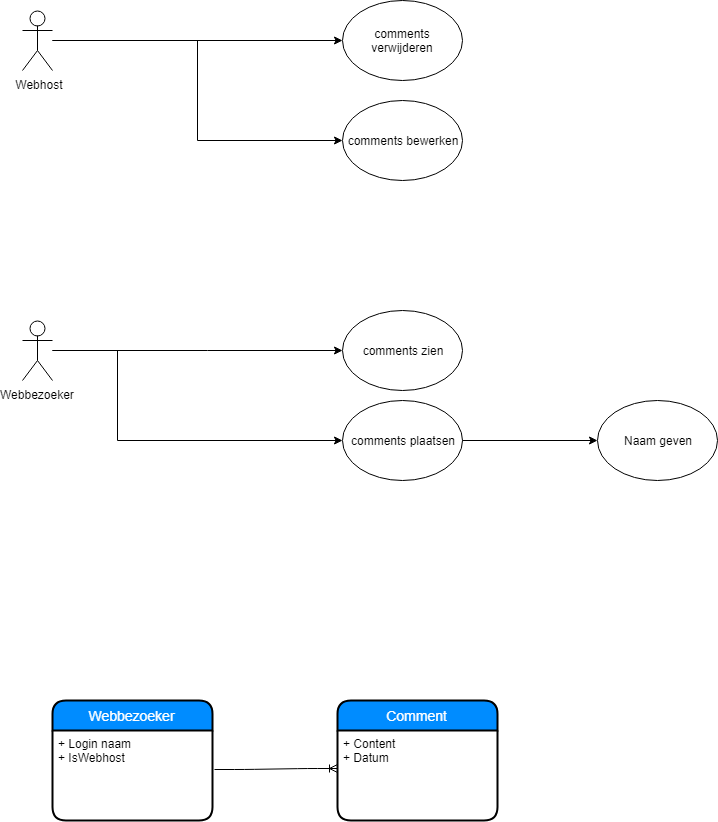 comments
verwijderen
Webhost
comments bewerken
comments zien
Webbezoeker
comments plaatsen
Naam geven
Webbezoeker
+ Login naam
+ IsWebhost
Comment
+ Content
+ Datum